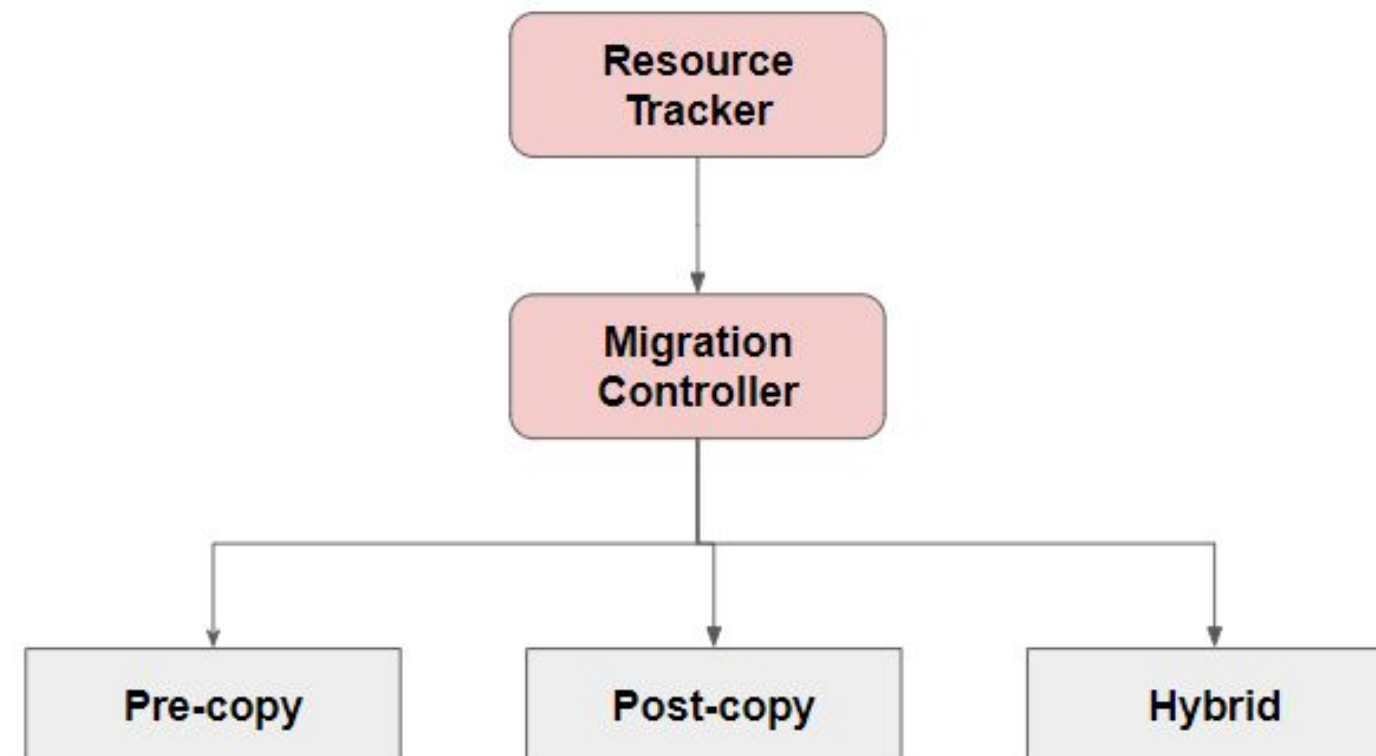 Resource
Tracker
Migration
Controller
Pre-copy
Post-copy
Hybrid